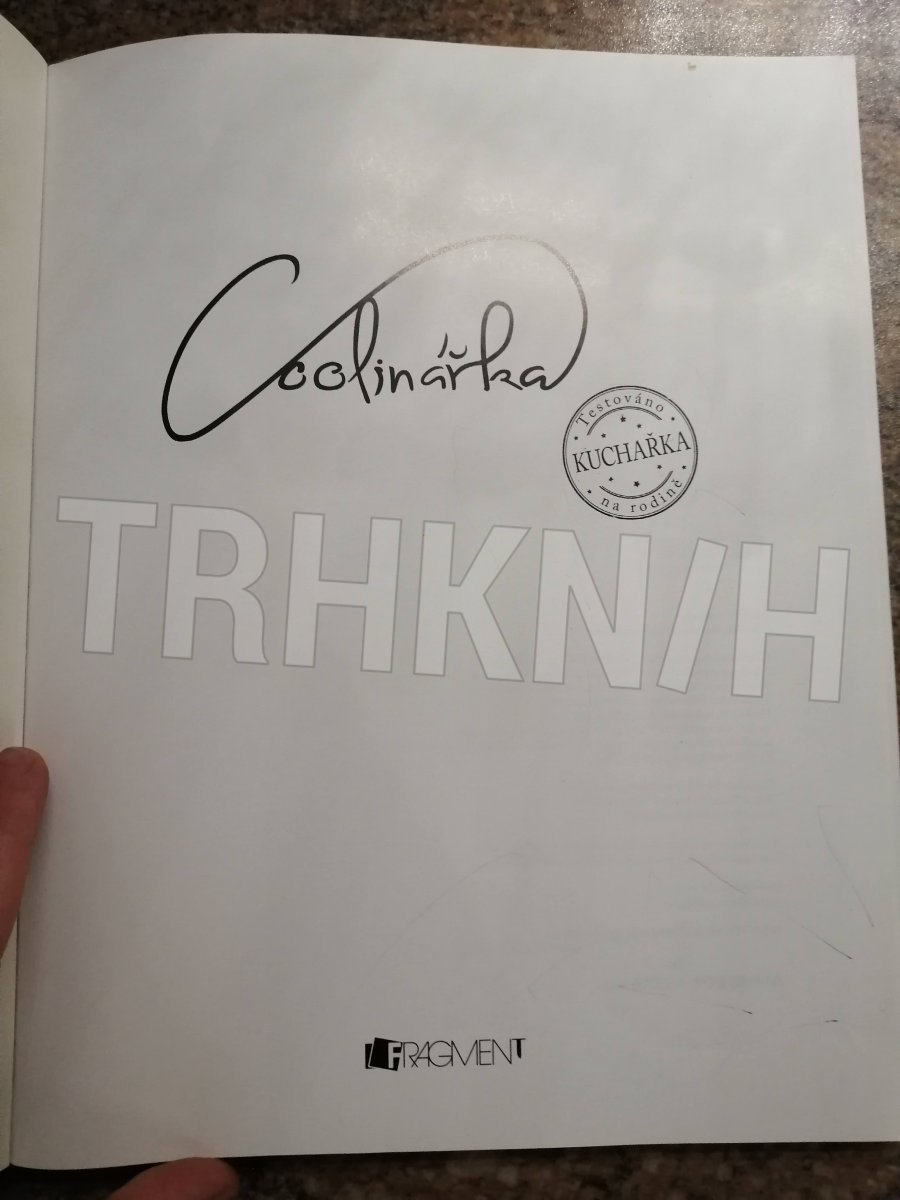 Coolinářka
Testováno
KUCHAŘKA
na rodině
TRHKNIH
FRAGMENT